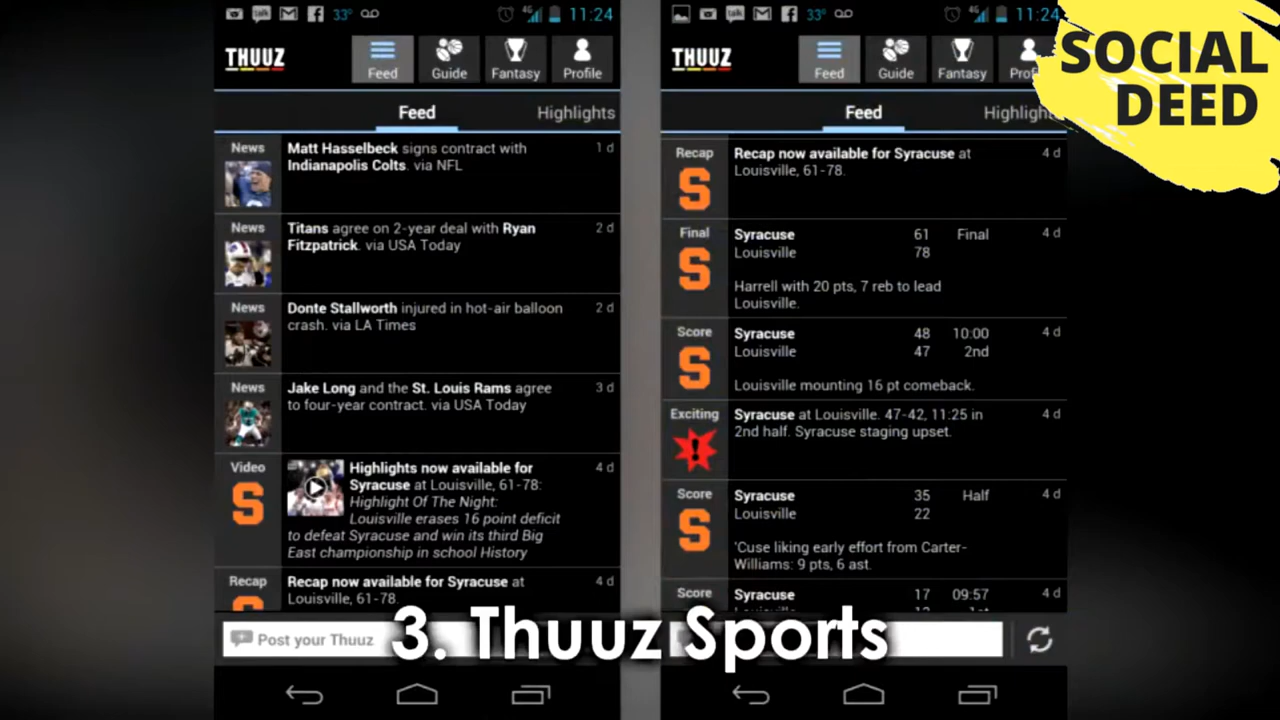 33° 11:24
THUUZ Feed Guide Fantasy Profile
Feed Highlights
News Matt Hasselbeck signs contract with 1 d
Indianapolis Colts. via NFL
News Titans agree on 2-year deal with Ryan 2 d
Fitzpatrick. via USA Today
News Donte Stallworth injured in hot-air balloon 2 d
crash. via LA Times
News Jake Long and the St. Louis Rams agree 3 d
to four-year contract. via USA Today
Video Highlights now available for 4 d
Syracuse at Louisville, 61-78:
Highlight Of The Night:
Louisville erases 16 point deficit
to defeat Syracuse and win its third Big
East championship in school History
Recap Recap now available for Syracuse at 4 d
Louisville, 61-78.
Post your Thuuz
talk 4G 33° 11:24
THUUZ Feed Guide Fantasy Prof
Feed Highlight
Recap Recap now available for Syracuse at 4 d
Louisville, 61-78.
Final Syracuse 61 Final 4 d
Louisville 78
Harrell with 20 pts, 7 reb to lead
Louisville.
Score Syracuse 48 10:00 4 d
Louisville 47 2nd
Louisville mounting 16 pt comeback.
Exciting Syracuse at Louisville. 47-42, 11:25 in 4 d
2nd half. Syracuse staging upset.
Score Syracuse 35 Half 4 d
Louisville 22
'Cuse liking early effort from Carter-
Williams: 9 pts, 6 ast.
Score Syracuse 17 09:57 4 d
SOCIAL
DEED
3. Thuuz Sports